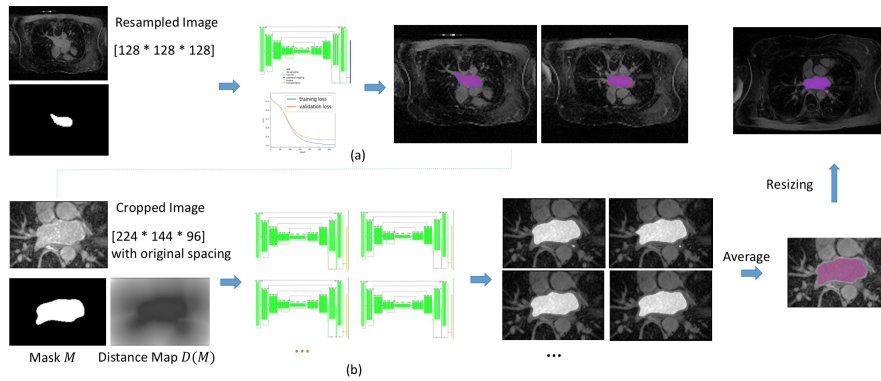 Resampled Image
[128 * 128 * 128]
training loss
validation loss
(a)
Cropped Image
[224 * 144 * 96]
with original spacing
Resizing
Average
Mask M
Distance Map D(M)
...
(b)
...